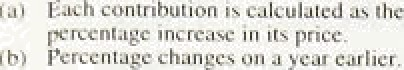 (a) Each contribution is calculated as the
percentage increase in its price.
(b) Percentage changes on a year earlier.